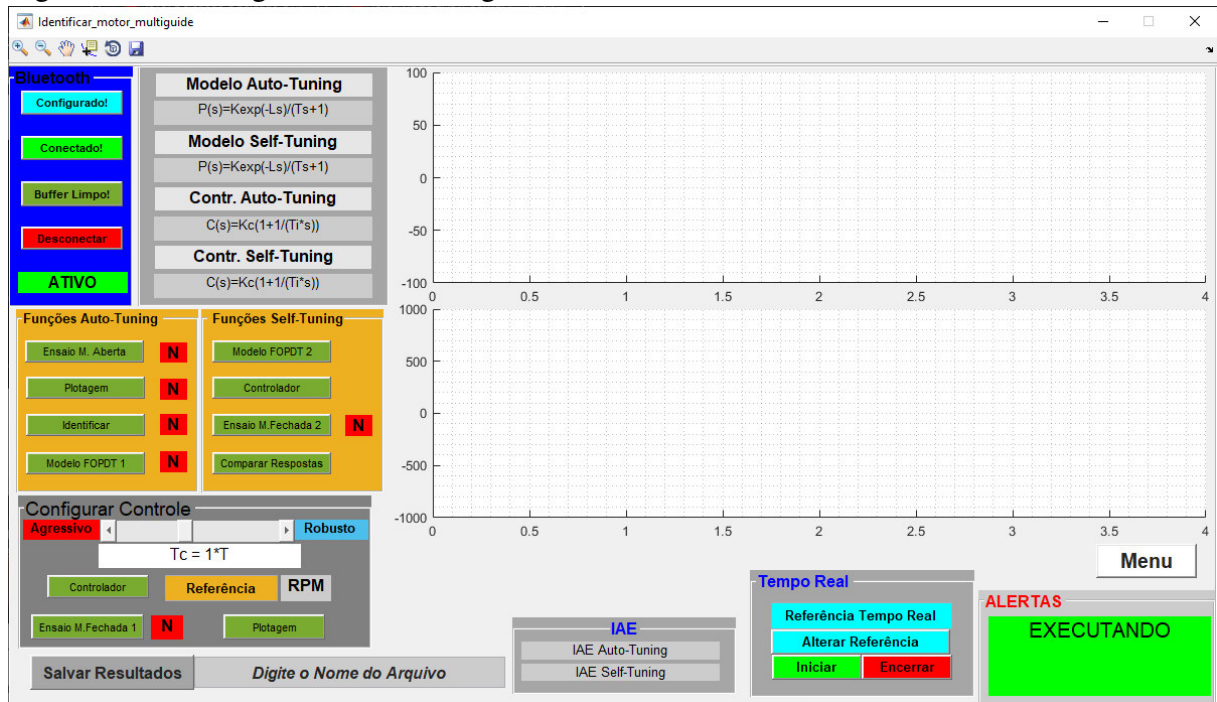 Identificar_motor_multiguide
Bluetooth
Configurado!
Conectado!
Buffer Limpo!
Desconectar
ATIVO
Modelo Auto-Tuning
P(s)=Kexp(-Ls)/(Ts+1)
Modelo Self-Tuning
P(s)=Kexp(-Ls)/(Ts+1)
Contr. Auto-Tuning
C(s)=Kc(1+1/(Ti*s))
Contr. Self-Tuning
C(s)=Kc(1+1/(Ti*s))
100
50
0
-50
-100
0 0.5 1 1.5 2 2.5 3 3.5 4
1000
500
0
-500
-1000
0 0.5 1 1.5 2 2.5 3 3.5 4
Funções Auto-Tuning
Ensaio M. Aberta N
Plotagem N
Identificar N
Modelo FOPDT 1 N
Funções Self-Tuning
Modelo FOPDT 2
Controlador
Ensaio M.Fechada 2 N
Comparar Respostas
Configurar Controle
Agressivo Robusto
Tc = 1*T
Controlador Referência RPM
Ensaio M.Fechada 1 N Plotagem
Salvar Resultados Digite o Nome do Arquivo
IAE
IAE Auto-Tuning
IAE Self-Tuning
Tempo Real
Referência Tempo Real
Alterar Referência
Iniciar Encerrar
Menu
ALERTAS
EXECUTANDO